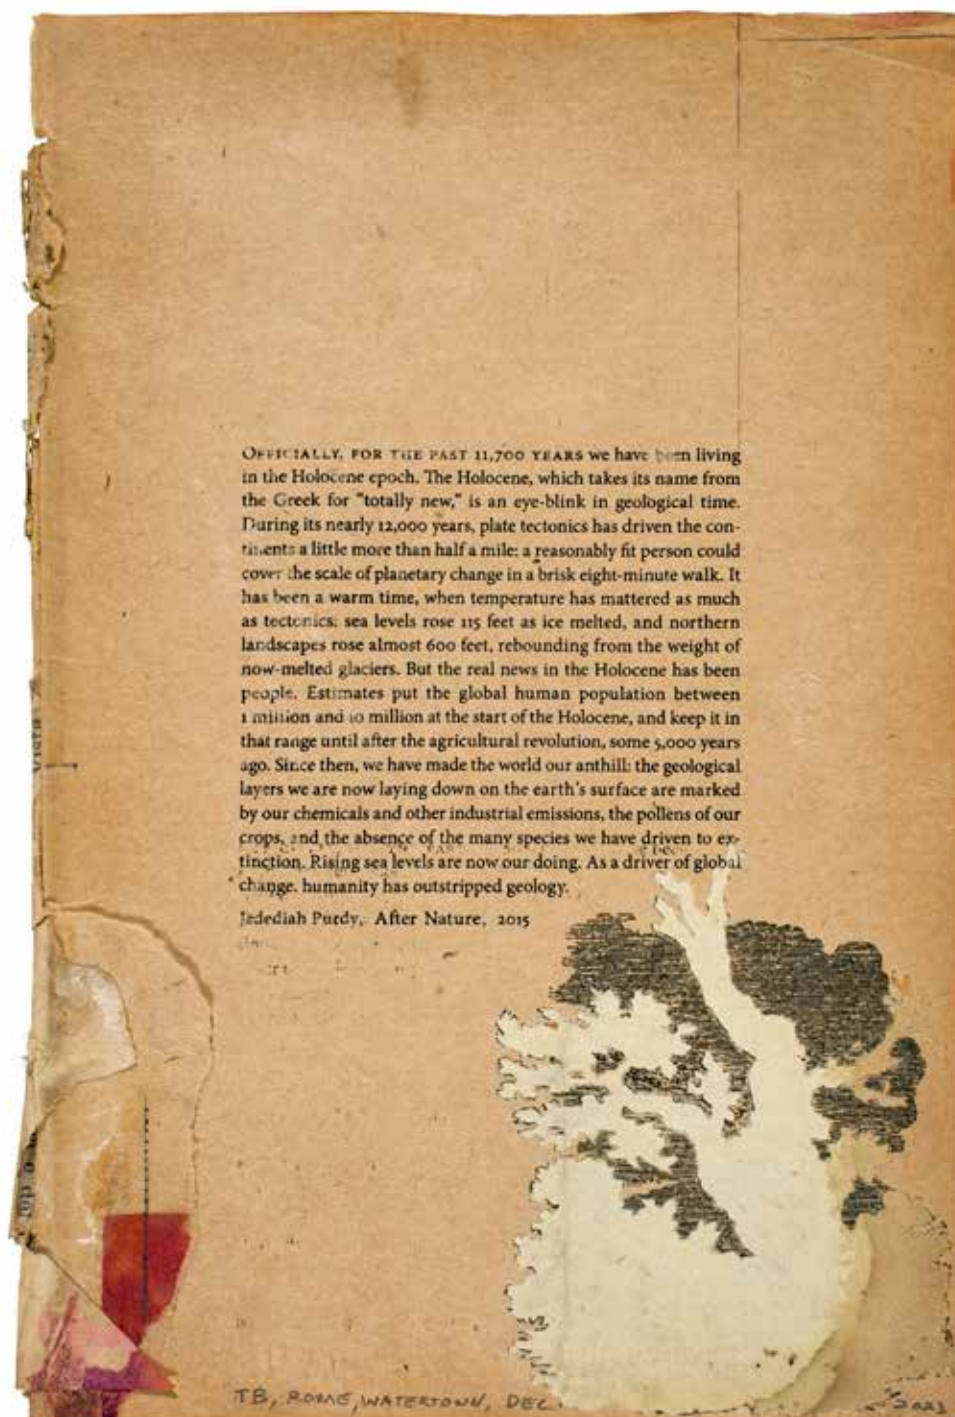 OFFICIALLY, FOR THE PAST 11,700 YEARS we have been living
in the Holocene epoch. The Holocene, which takes its name from
the Greek for "totally new," is an eye-blink in geological time.
During its nearly 12,000 years, plate tectonics has driven the con-
tinents a little more than half a mile: a reasonably fit person could
cover the scale of planetary change in a brisk eight-minute walk. It
has been a warm time, when temperature has mattered as much
as tectonics: sea levels rose 115 feet as ice melted, and northern
landscapes rose almost 600 feet, rebounding from the weight of
now-melted glaciers. But the real news in the Holocene has been
people. Estimates put the global human population between
1 million and 10 million at the start of the Holocene, and keep it in
that range until after the agricultural revolution, some 5,000 years
ago. Since then, we have made the world our anthill: the geological
layers we are now laying down on the earth's surface are marked
by our chemicals and other industrial emissions, the pollens of our
crops, and the absence of the many species we have driven to ex-
tinction. Rising sea levels are now our doing. As a driver of global
change, humanity has outstripped geology.
Jedediah Purdy, After Nature, 2015
TB, ROME, WATERTOWN, DEC